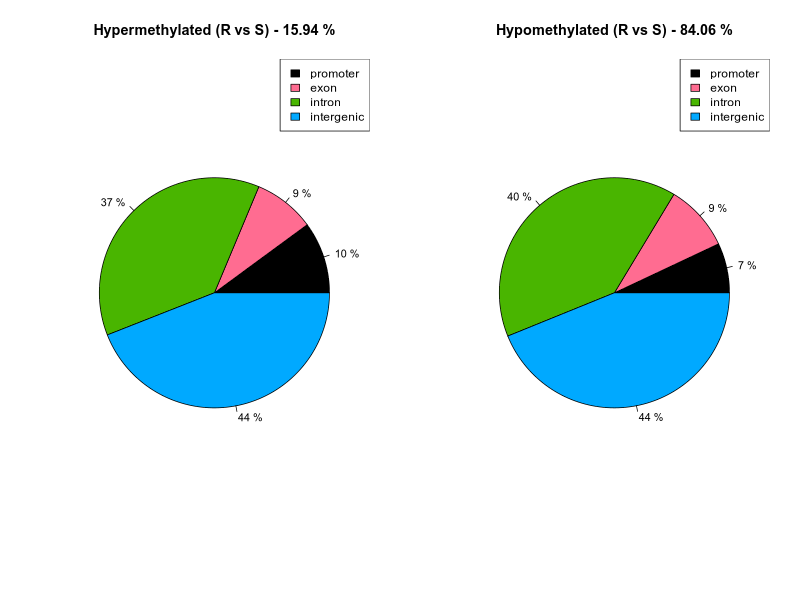 Hypermethylated (R vs S) - 15.94 %
promoter
exon
intron
intergenic
37 %
9 %
10 %
44 %
Hypomethylated (R vs S) - 84.06 %
promoter
exon
intron
intergenic
40 %
9 %
7 %
44 %